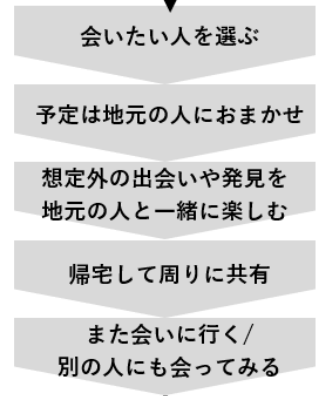 会いたい人を選ぶ
予定は地元の人におまかせ
想定外の出会いや発見を
地元の人と一緒に楽しむ
帰宅して周りに共有
また会いに行く/
別の人にも会ってみる